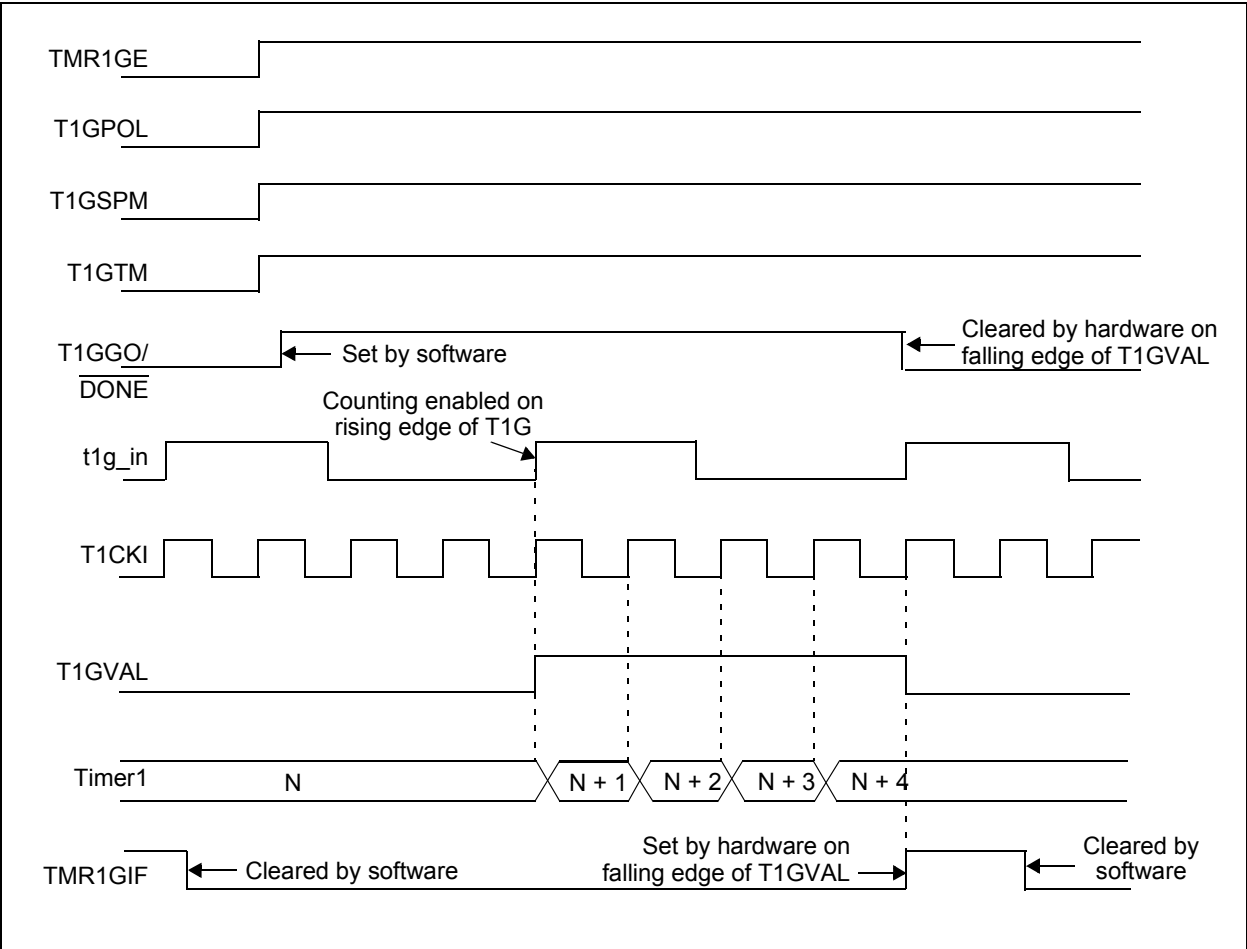 TMR1GE
T1GPOL
T1GSPM
T1GTM
T1GGO/
DONE
Set by software
Cleared by hardware on
falling edge of T1GVAL
Counting enabled on
rising edge of T1G
t1g_in
T1CKI
T1GVAL
Timer1
N
N + 1
N + 2
N + 3
N + 4
TMR1GIF
Cleared by software
Set by hardware on
falling edge of T1GVAL
Cleared by
software